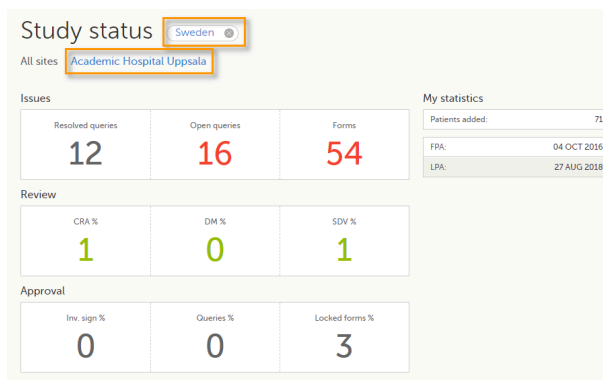 Study status Sweden
All sites Academic Hospital Uppsala
Issues
Resolved queries Open queries Forms
12 16 54
My statistics
Patients added: 71
FPA: 04 OCT 2016
LPA: 27 AUG 2018
Review
CRA % DM % SDV %
1 0 1
Approval
Inv. sign % Queries % Locked forms %
0 0 3